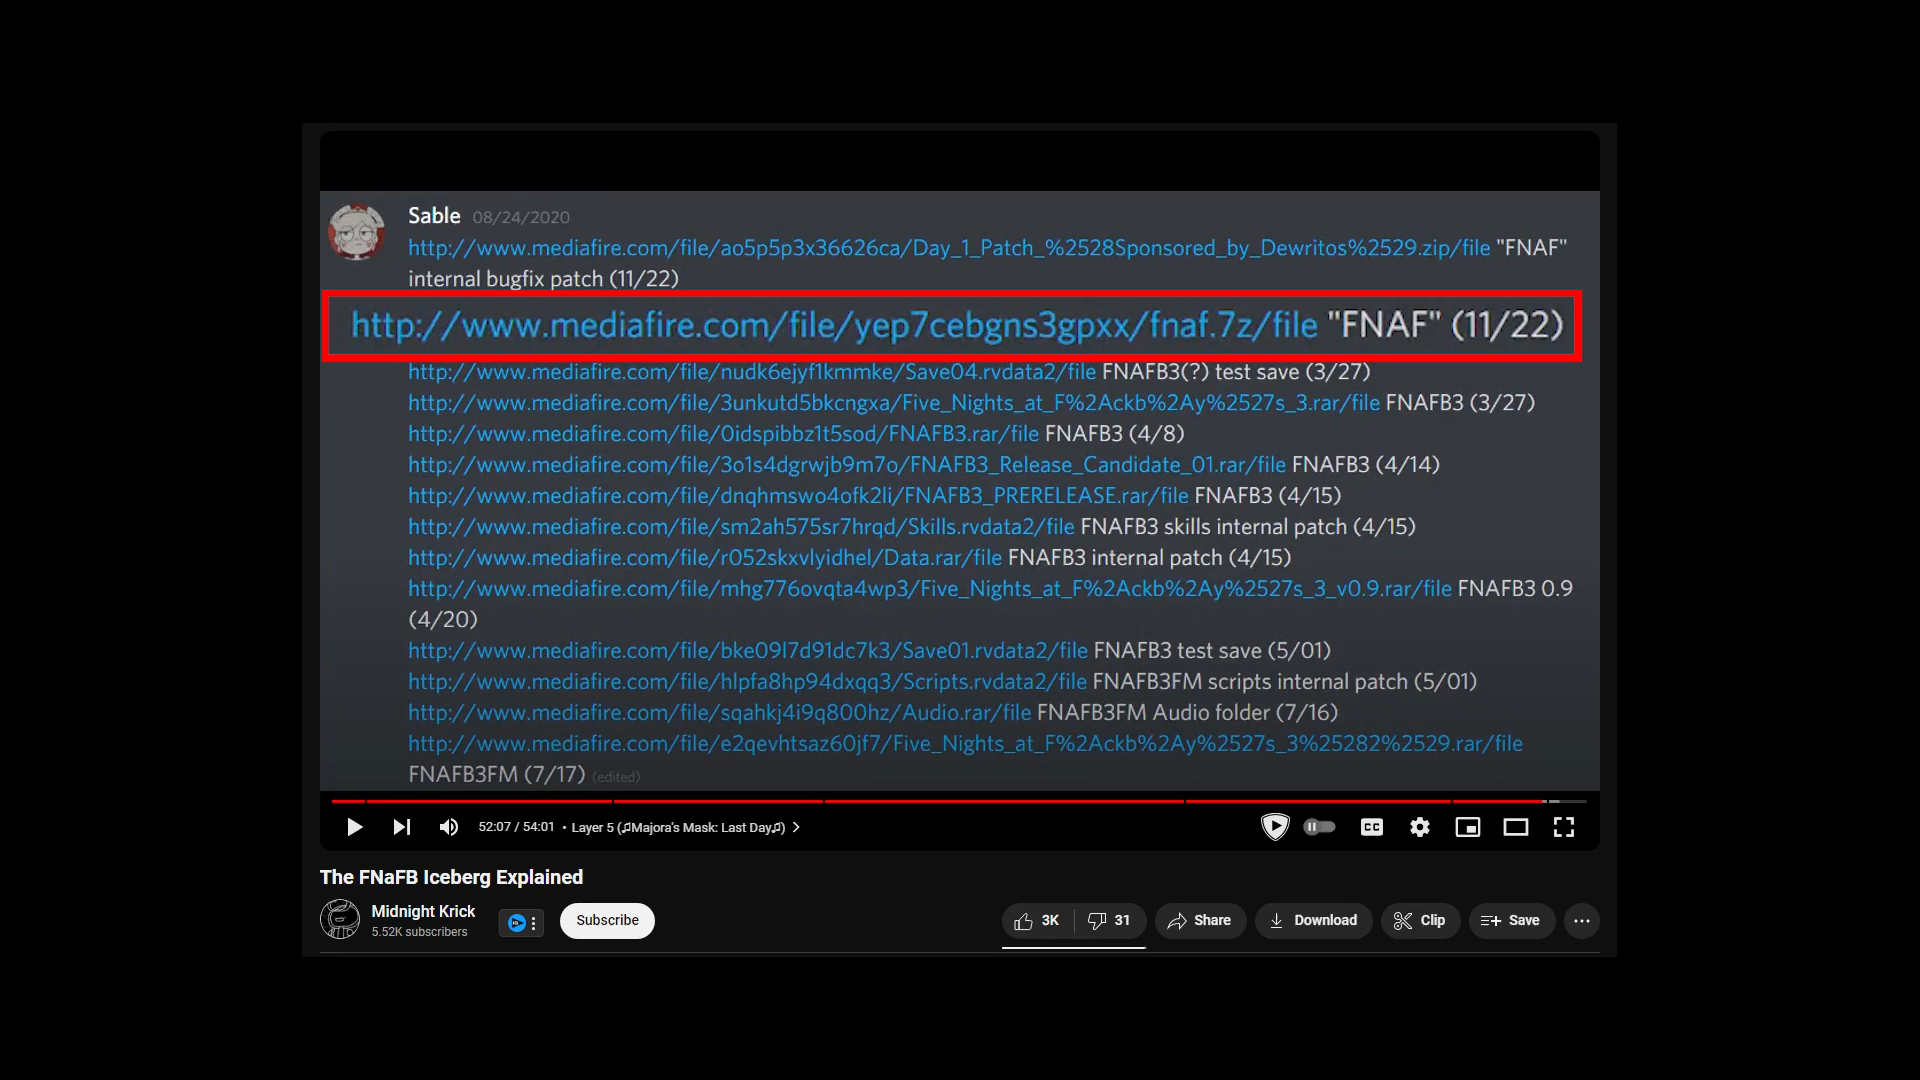 Sable 08/24/2020
http://www.mediafire.com/file/ao5p5p3x36626ca/Day_1_Patch_%2528Sponsored_by_Dewritos%2529.zip/file "FNAF"
internal bugfix patch (11/22)
http://www.mediafire.com/file/yep7cebgns3gpxx/fnaf.7z/file "FNAF" (11/22)
http://www.mediafire.com/file/nudk6ejyf1kmmke/Save04.rvdata2/file FNAFB3(?) test save (3/27)
http://www.mediafire.com/file/3unkutd5bkcngxa/Five_Nights_at_F%2Ackb%2Ay%2527s_3.rar/file FNAFB3 (3/27)
http://www.mediafire.com/file/0idspibbz1t5sod/FNAFB3.rar/file FNAFB3 (4/8)
http://www.mediafire.com/file/3o1s4dgrwjb9m7o/FNAFB3_Release_Candidate_01.rar/file FNAFB3 (4/14)
http://www.mediafire.com/file/dnqhmswo4ofk2li/FNAFB3_PRERELEASE.rar/file FNAFB3 (4/15)
http://www.mediafire.com/file/sm2ah575sr7hrqd/Skills.rvdata2/file FNAFB3 skills internal patch (4/15)
http://www.mediafire.com/file/r052skxvlyidhel/Data.rar/file FNAFB3 internal patch (4/15)
http://www.mediafire.com/file/mhg776ovqta4wp3/Five_Nights_at_F%2Ackb%2Ay%2527s_3_v0.9.rar/file FNAFB3 0.9
(4/20)
http://www.mediafire.com/file/bke09l7d91dc7k3/Save01.rvdata2/file FNAFB3 test save (5/01)
http://www.mediafire.com/file/hlpfa8hp94dxqq3/Scripts.rvdata2/file FNAFB3FM scripts internal patch (5/01)
http://www.mediafire.com/file/sqahkj4i9q800hz/Audio.rar/file FNAFB3FM Audio folder (7/16)
http://www.mediafire.com/file/e2qevhtsaz60jf7/Five_Nights_at_F%2Ackb%2Ay%2527s_3%25282%2529.rar/file
FNAFB3FM (7/17) (edited)
52:07 / 54:01 • Layer 5 (♫Majora's Mask: Last Day♫) CC
The FNaFB Iceberg Explained
Midnight Krick
5.52K subscribers
Subscribe
3K 31 Share Download Clip Save